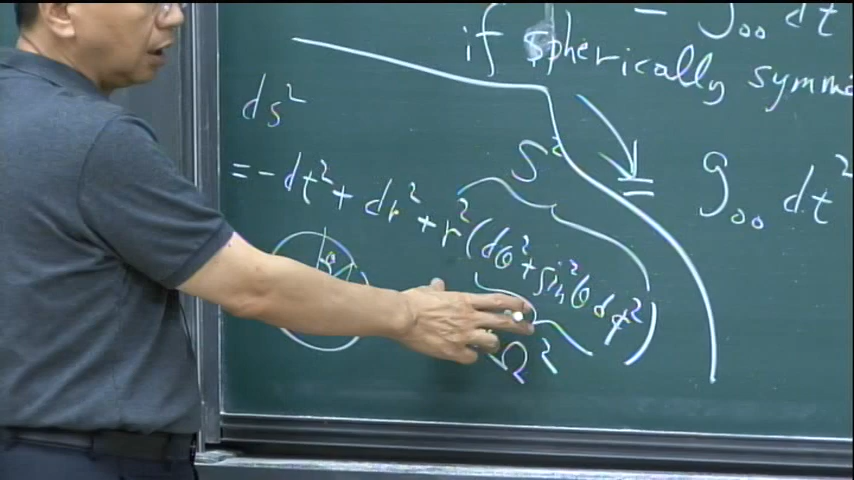 = g₀₀ dt
if spherically symm
ds²
S²
= g₀₀ dt²
= -dt² + dr² + r²(dθ² + sin²θ dφ²)
θ
Ω²